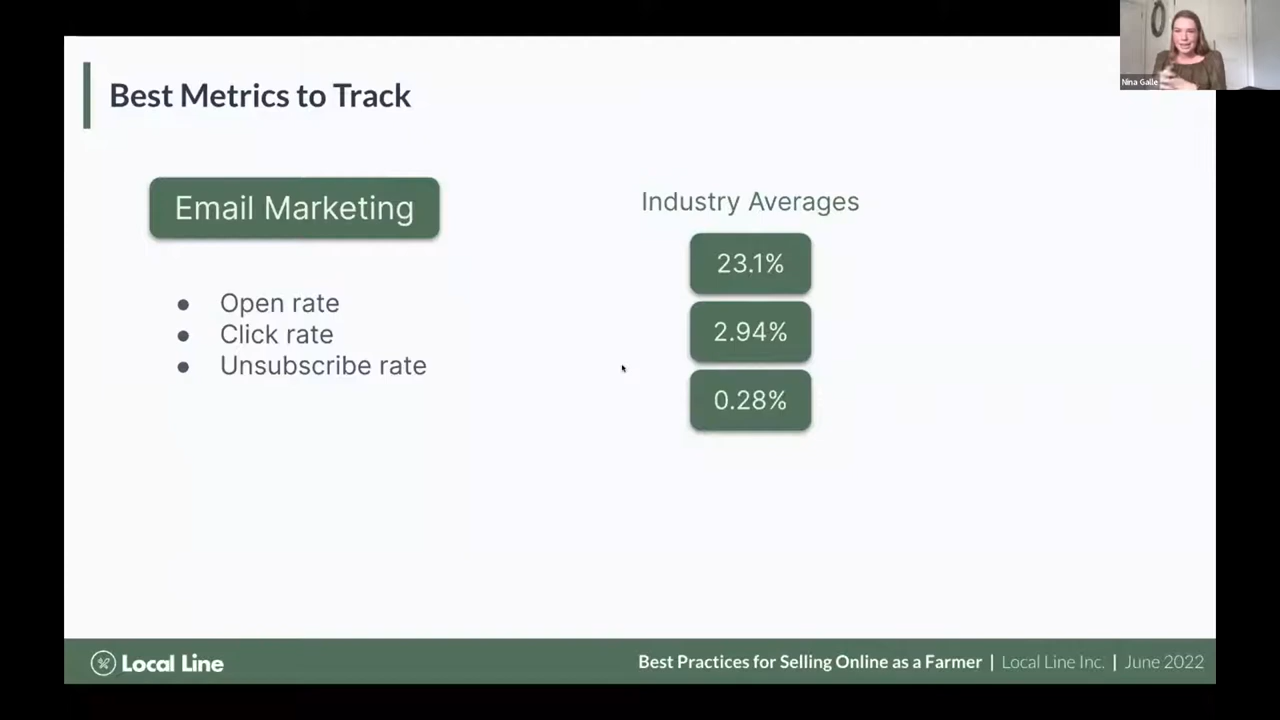 Nina Galle
Best Metrics to Track
Email Marketing
● Open rate
● Click rate
● Unsubscribe rate
Industry Averages
23.1%
2.94%
0.28%
Local Line
Best Practices for Selling Online as a Farmer | Local Line Inc. | June 2022